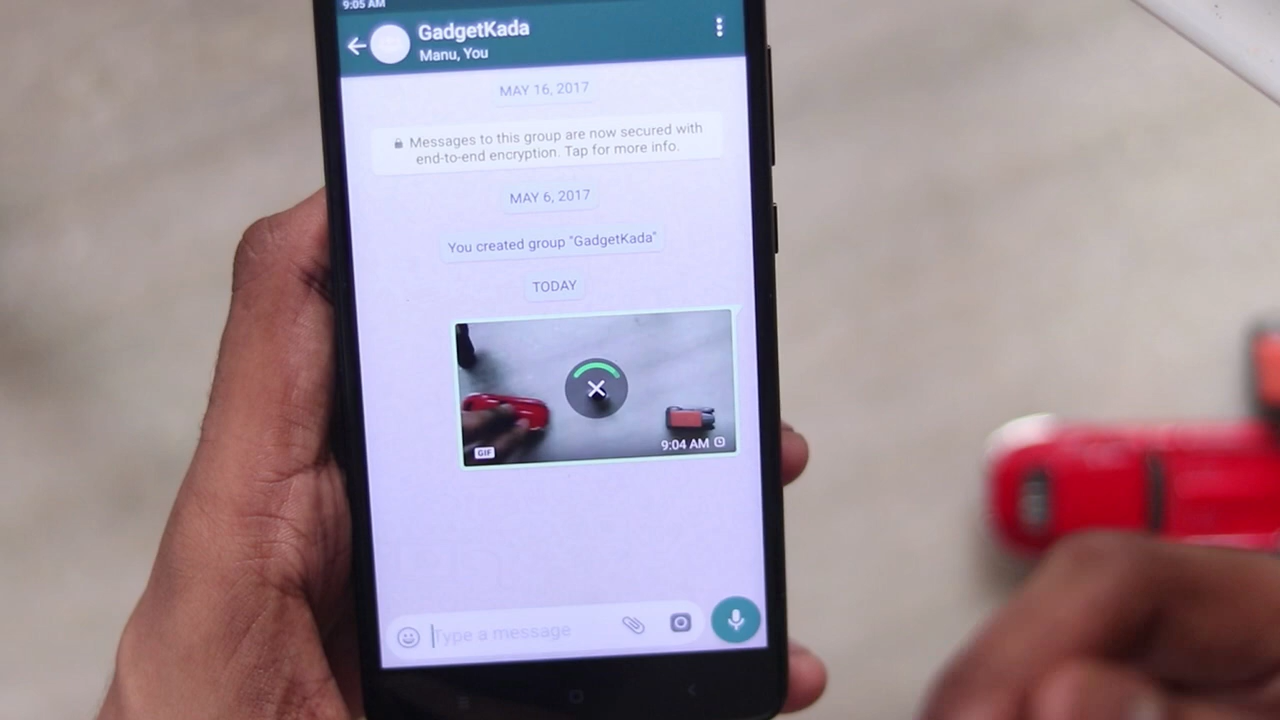 9:05 AM
GadgetKada
Manu, You
MAY 16, 2017
Messages to this group are now secured with
end-to-end encryption. Tap for more info.
MAY 6, 2017
You created group "GadgetKada"
TODAY
GIF
9:04 AM
Type a message